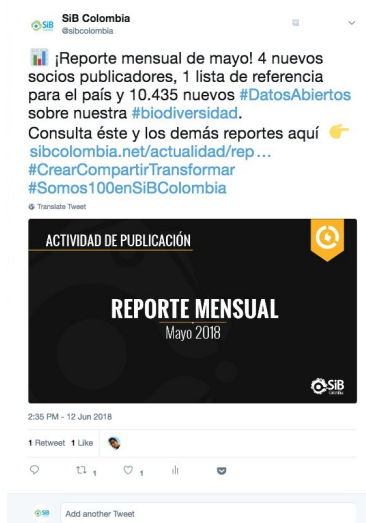 SiB Colombia
@sibcolombia
¡Reporte mensual de mayo! 4 nuevos
socios publicadores, 1 lista de referencia
para el país y 10.435 nuevos #DatosAbiertos
sobre nuestra #biodiversidad.
Consulta éste y los demás reportes aquí
sibcolombia.net/actualidad/rep…
#CrearCompartirTransformar
#Somos100enSiBColombia
Translate Tweet
ACTIVIDAD DE PUBLICACIÓN
REPORTE MENSUAL
Mayo 2018
SiB
Colombia
2:35 PM - 12 Jun 2018
1 Retweet 1 Like
1 1
SiB
Add another Tweet